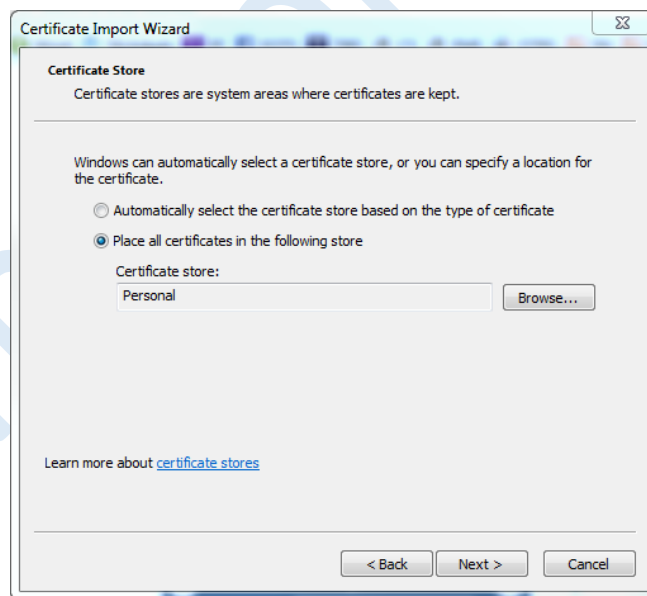 Certificate Import Wizard
Certificate Store
Certificate stores are system areas where certificates are kept.
Windows can automatically select a certificate store, or you can specify a location for
the certificate.
Automatically select the certificate store based on the type of certificate
Place all certificates in the following store
Certificate store:
Personal
Browse...
Learn more about certificate stores
< Back
Next >
Cancel